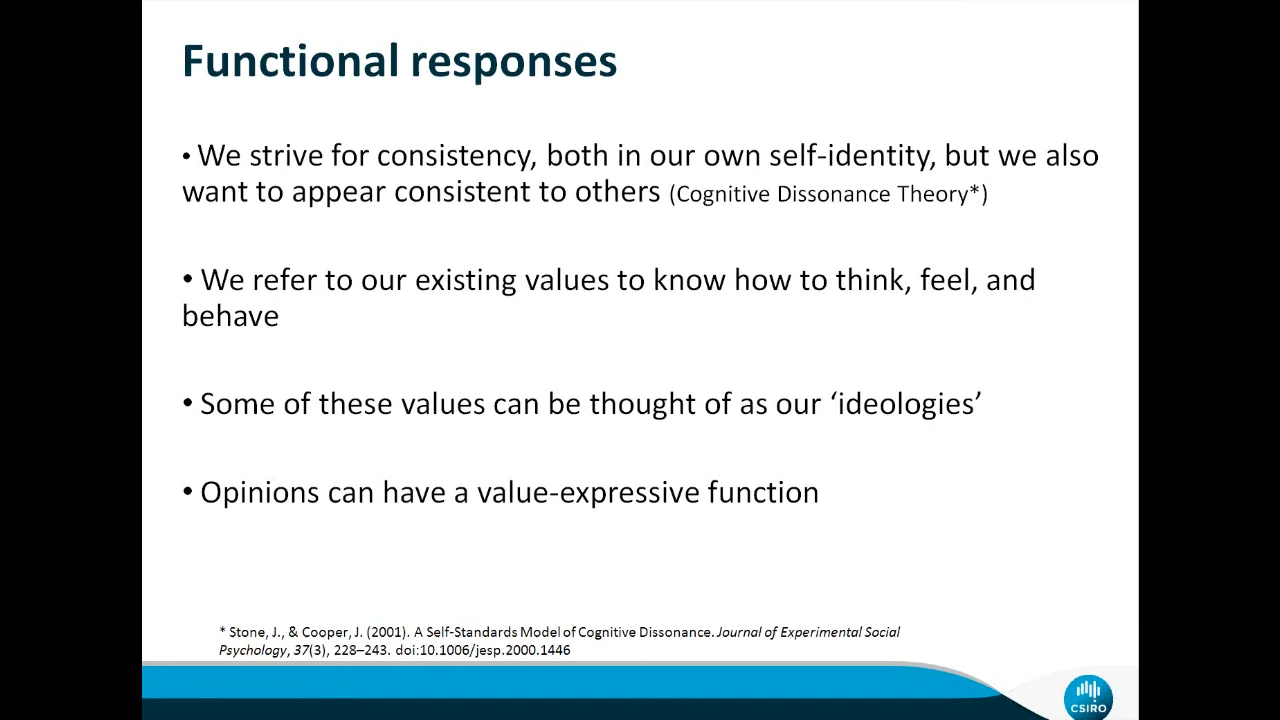 Functional responses
• We strive for consistency, both in our own self-identity, but we also
want to appear consistent to others (Cognitive Dissonance Theory*)
• We refer to our existing values to know how to think, feel, and
behave
• Some of these values can be thought of as our ‘ideologies’
• Opinions can have a value-expressive function
* Stone, J., & Cooper, J. (2001). A Self-Standards Model of Cognitive Dissonance. Journal of Experimental Social
Psychology, 37(3), 228–243. doi:10.1006/jesp.2000.1446
CSIRO